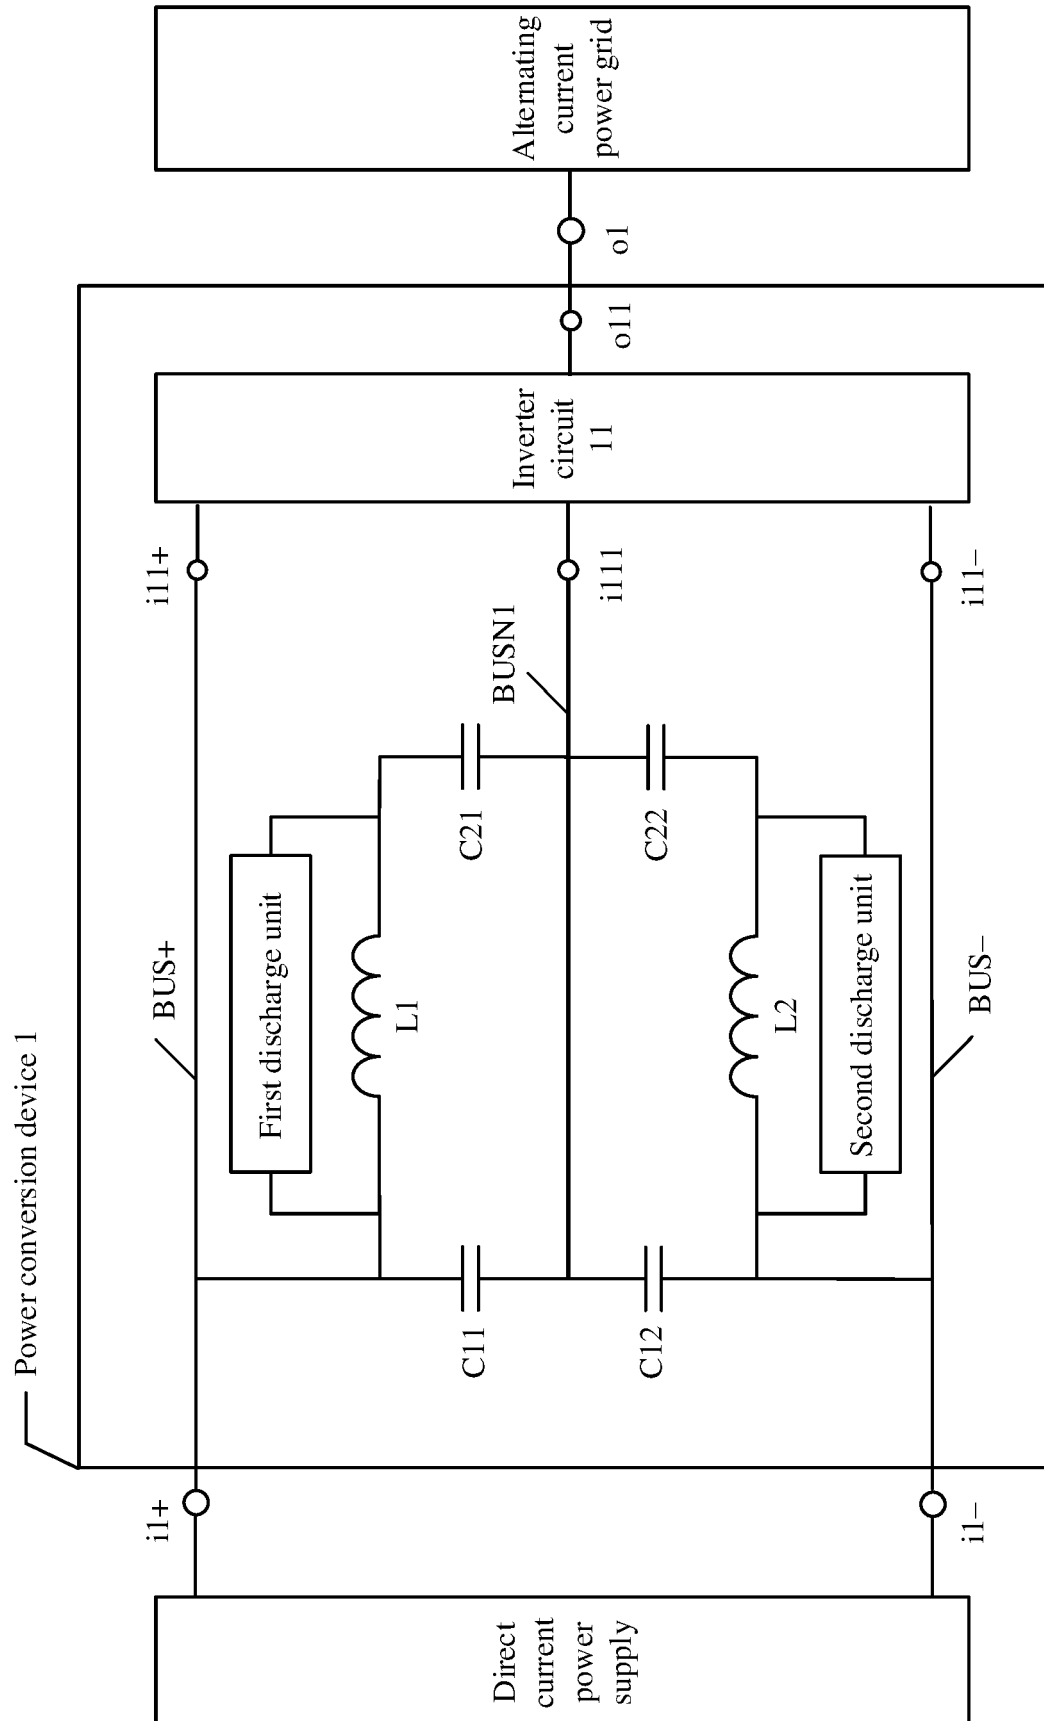 Power conversion device 1
i1+
BUS+
i11+
First discharge unit
L1
C11
C21
BUSN1
i111
C12
C22
L2
Second discharge unit
i1−
BUS−
i11−
Direct
current
power
supply
Inverter
circuit
11
o11
o1
Alternating
current
power grid